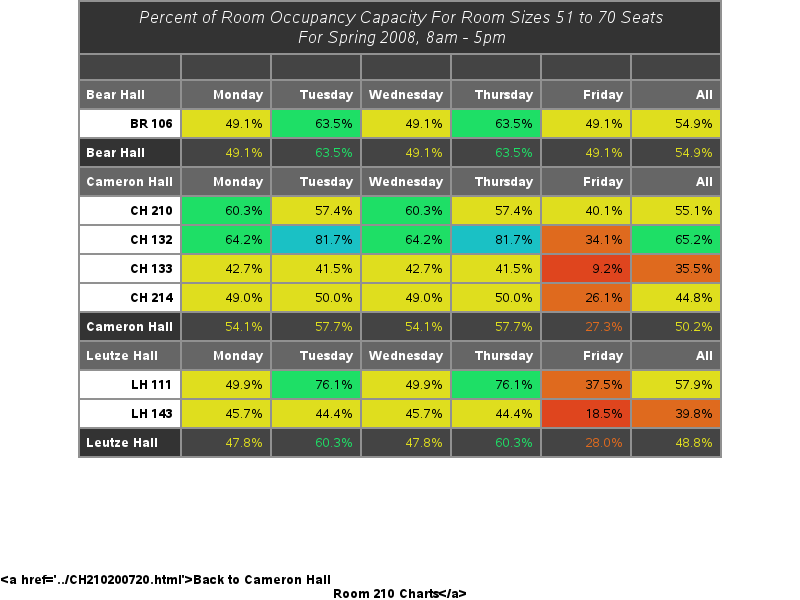 Percent of Room Occupancy Capacity For Room Sizes 51 to 70 Seats
For Spring 2008, 8am - 5pm
Bear Hall Monday Tuesday Wednesday Thursday Friday All
BR 106 49.1% 63.5% 49.1% 63.5% 49.1% 54.9%
Bear Hall 49.1% 63.5% 49.1% 63.5% 49.1% 54.9%
Cameron Hall Monday Tuesday Wednesday Thursday Friday All
CH 210 60.3% 57.4% 60.3% 57.4% 40.1% 55.1%
CH 132 64.2% 81.7% 64.2% 81.7% 34.1% 65.2%
CH 133 42.7% 41.5% 42.7% 41.5% 9.2% 35.5%
CH 214 49.0% 50.0% 49.0% 50.0% 26.1% 44.8%
Cameron Hall 54.1% 57.7% 54.1% 57.7% 27.3% 50.2%
Leutze Hall Monday Tuesday Wednesday Thursday Friday All
LH 111 49.9% 76.1% 49.9% 76.1% 37.5% 57.9%
LH 143 45.7% 44.4% 45.7% 44.4% 18.5% 39.8%
Leutze Hall 47.8% 60.3% 47.8% 60.3% 28.0% 48.8%
<a href='../CH210200720.html'>Back to Cameron Hall
Room 210 Charts</a>